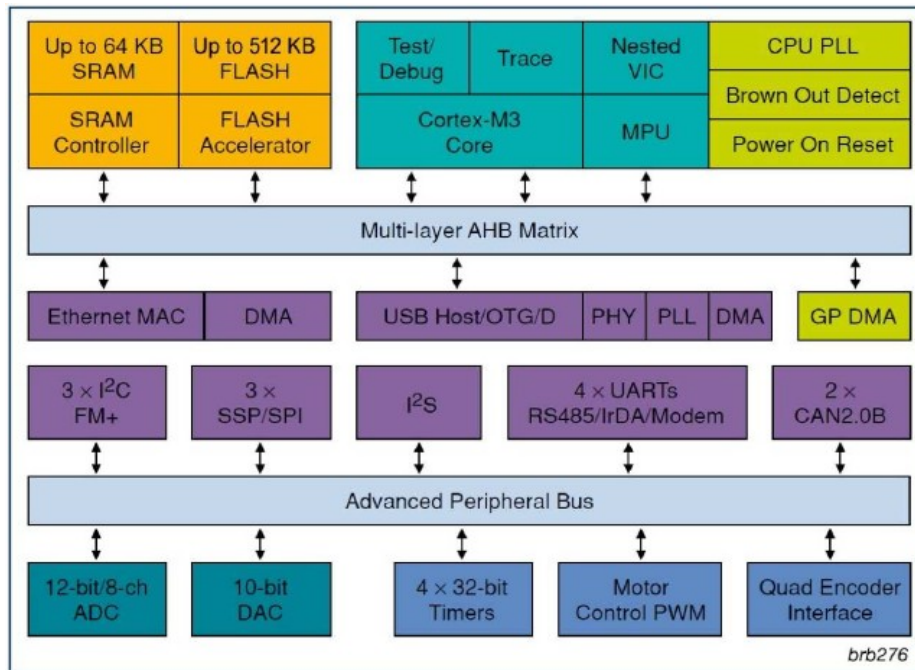 Up to 64 KB
SRAM
Up to 512 KB
FLASH
Test/
Debug
Trace
Nested
VIC
CPU PLL
Brown Out Detect
SRAM
Controller
FLASH
Accelerator
Cortex-M3
Core
MPU
Power On Reset
Multi-layer AHB Matrix
Ethernet MAC
DMA
USB Host/OTG/D
PHY
PLL
DMA
GP DMA
3 × I²C
FM+
3 ×
SSP/SPI
I²S
4 × UARTs
RS485/IrDA/Modem
2 ×
CAN2.0B
Advanced Peripheral Bus
12-bit/8-ch
ADC
10-bit
DAC
4 × 32-bit
Timers
Motor
Control PWM
Quad Encoder
Interface
brb276